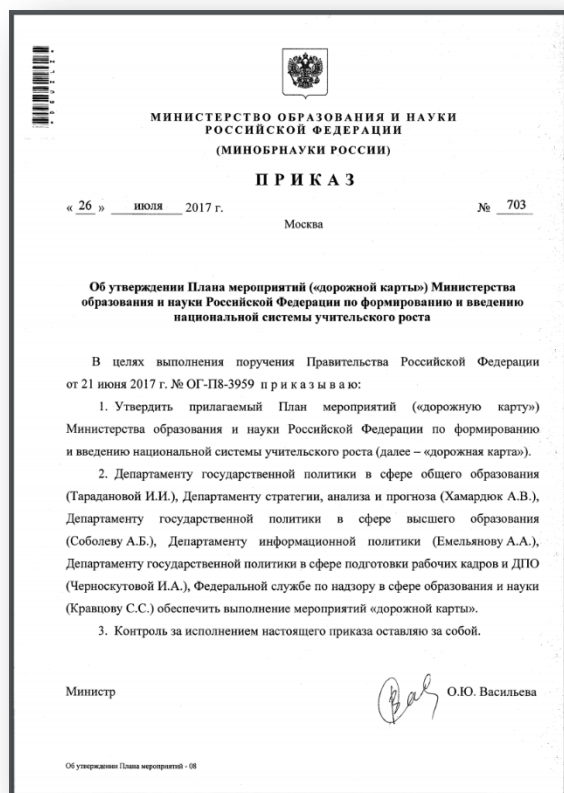 МИНИСТЕРСТВО ОБРАЗОВАНИЯ И НАУКИ
РОССИЙСКОЙ ФЕДЕРАЦИИ
(МИНОБРНАУКИ РОССИИ)
ПРИКАЗ
« 26 » июля 2017 г. № 703
Москва
Об утверждении Плана мероприятий («дорожной карты») Министерства
образования и науки Российской Федерации по формированию и введению
национальной системы учительского роста
В целях выполнения поручения Правительства Российской Федерации
от 21 июня 2017 г. № ОГ-П8-3959 приказываю:
1. Утвердить прилагаемый План мероприятий («дорожную карту»)
Министерства образования и науки Российской Федерации по формированию
и введению национальной системы учительского роста (далее – «дорожная карта»).
2. Департаменту государственной политики в сфере общего образования
(Тарадановой И.И.), Департаменту стратегии, анализа и прогноза (Хамардюк А.В.),
Департаменту государственной политики в сфере высшего образования
(Соболеву А.Б.), Департаменту информационной политики (Емельянову А.А.),
Департаменту государственной политики в сфере подготовки рабочих кадров и ДПО
(Черноскутовой И.А.), Федеральной службе по надзору в сфере образования и науки
(Кравцову С.С.) обеспечить выполнение мероприятий «дорожной карты».
3. Контроль за исполнением настоящего приказа оставляю за собой.
Министр О.Ю. Васильева
Об утверждении Плана мероприятий - 08